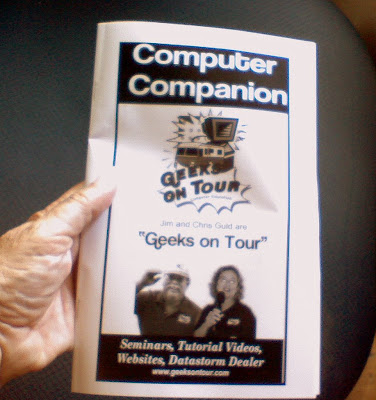 Computer
Companion
GEEKS
ON TOUR
Jim and Chris Guld are
"Geeks on Tour"
Seminars, Tutorial Videos,
Websites, Datastorm Dealer
www.geeksontour.com